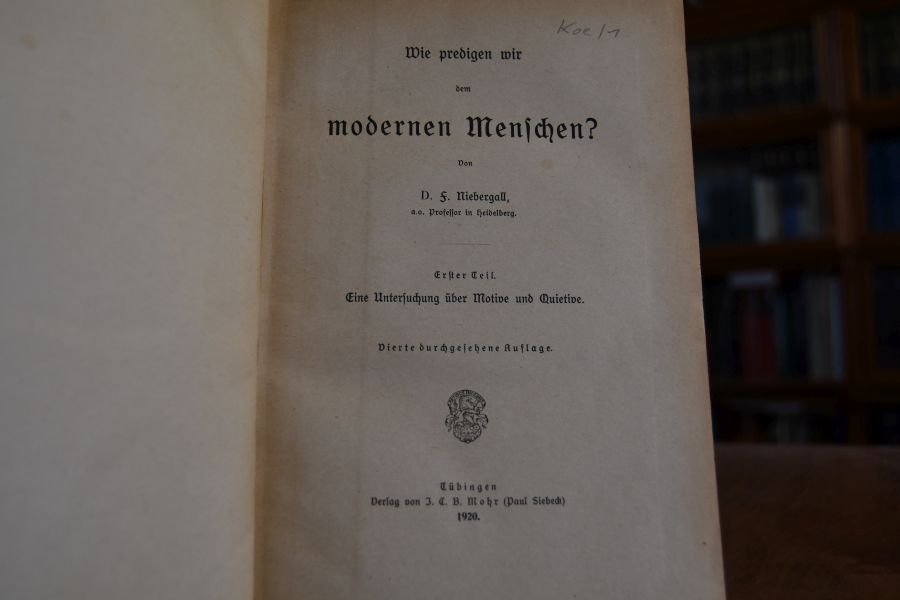 Koe/1
Wie predigen wir
dem
modernen Menſchen?
Von
D. F. Niebergall,
a.o. Profeſſor in Heidelberg.
Erſter Teil.
Eine Unterſuchung über Motive und Quietive.
Vierte durchgeſehene Auflage.
Tübingen
Verlag von J. C. B. Mohr (Paul Siebeck)
1920.